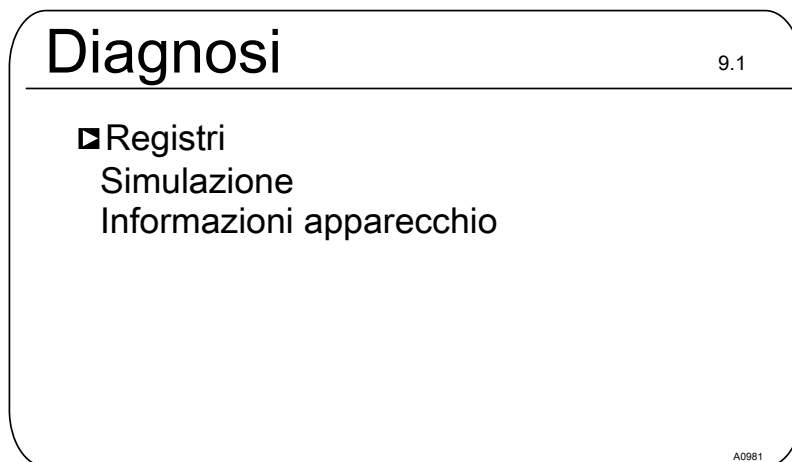 Diagnosi 9.1
Registri
Simulazione
Informazioni apparecchio
A0981